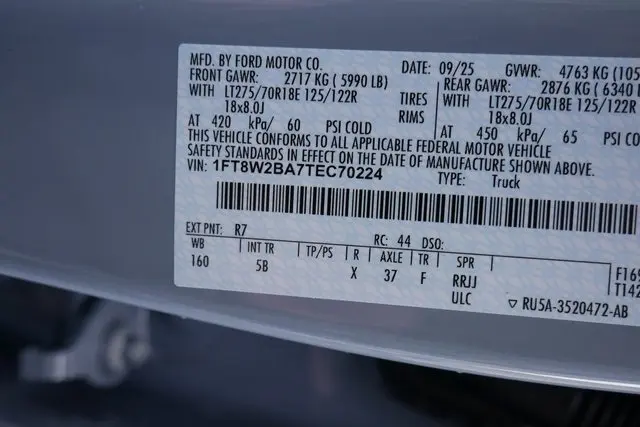 MFD. BY FORD MOTOR CO. DATE: 09/25 GVWR: 4763 KG (105
FRONT GAWR: 2717 KG ( 5990 LB) REAR GAWR: 2876 KG ( 6340
WITH LT275/70R18E 125/122R TIRES WITH LT275/70R18E 125/122R
18x8.0J RIMS 18x8.0J
AT 420 kPa/ 60 PSI COLD AT 450 kPa/ 65 PSI CO
THIS VEHICLE CONFORMS TO ALL APPLICABLE FEDERAL MOTOR VEHICLE
SAFETY STANDARDS IN EFFECT ON THE DATE OF MANUFACTURE SHOWN ABOVE.
VIN: 1FT8W2BA7TEC70224 TYPE: Truck
EXT PNT: R7 RC: 44 DSO:
WB INT TR TP/PS R AXLE TR SPR
160 5B X 37 F RRJJ F169
ULC T142
▽ RU5A-3520472-AB